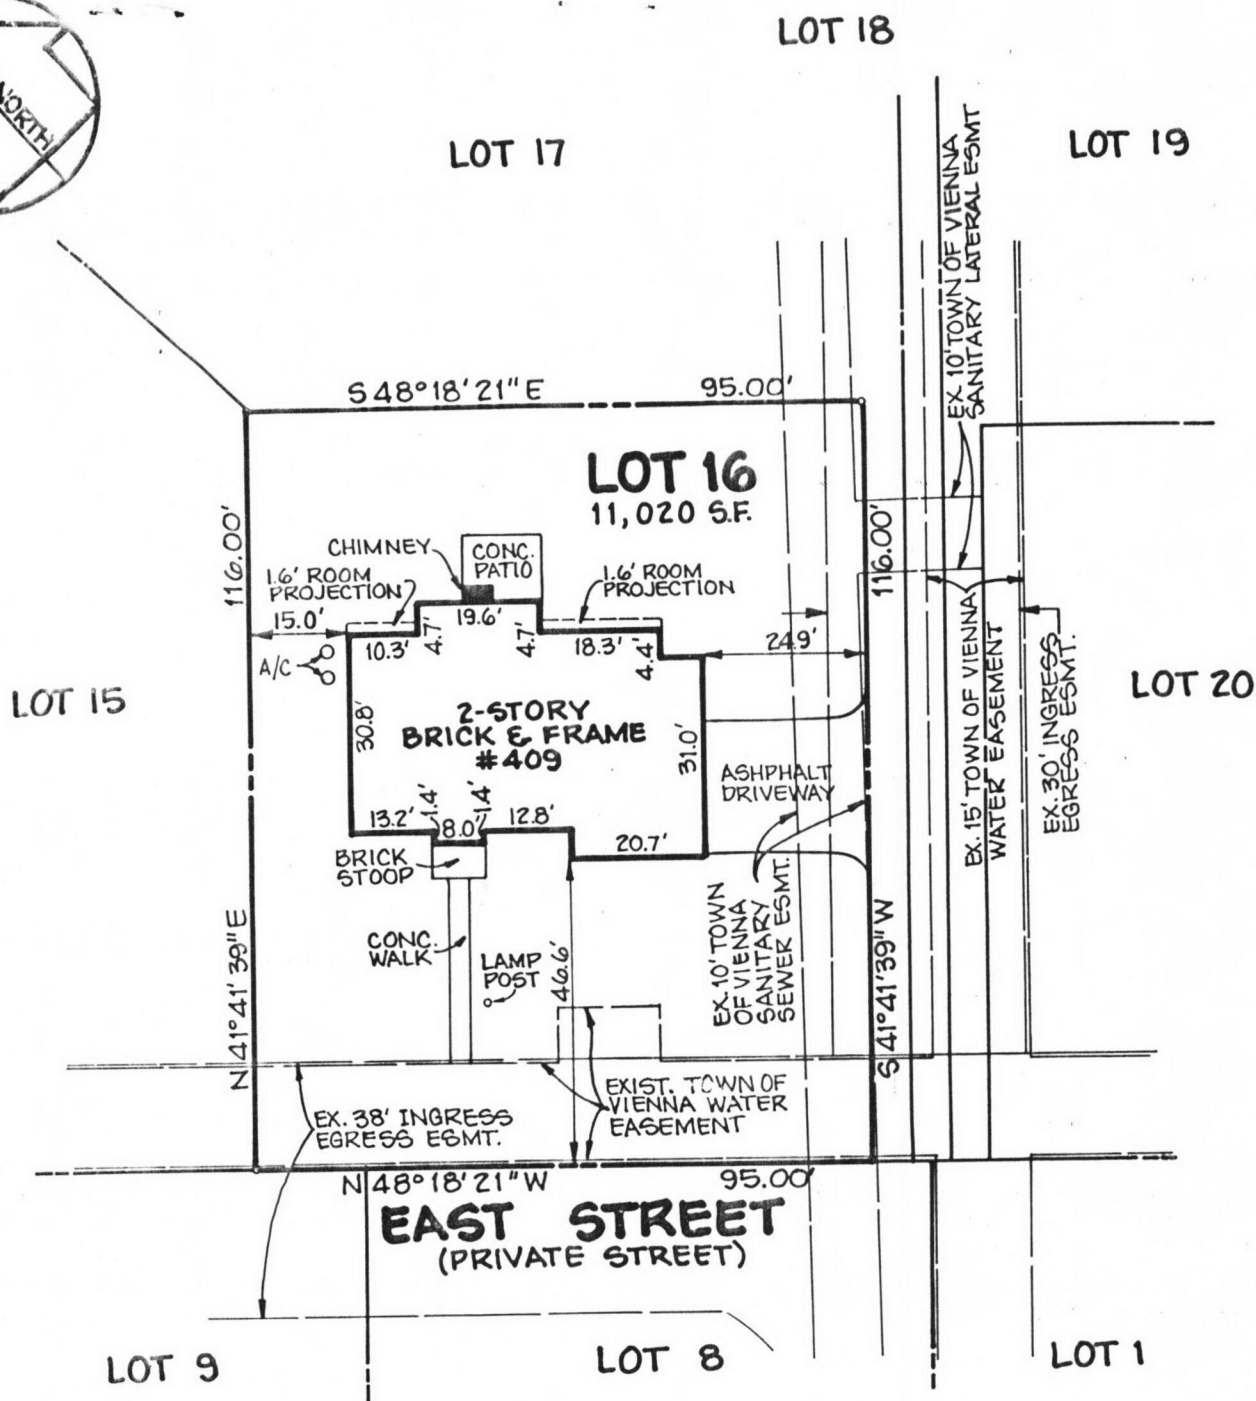 LOT 18
NORTH
LOT 17
LOT 19
EX. 10' TOWN OF VIENNA
SANITARY LATERAL ESMT
S 48°18'21" E
95.00'
LOT 16
11,020 S.F.
116.00'
116.00'
CHIMNEY
CONC.
PATIO
1.6' ROOM
PROJECTION
1.6' ROOM
PROJECTION
15.0'
19.6'
4.7'
4.7'
10.3'
18.3'
4.4'
24.9'
A/C
LOT 15
LOT 20
30.8'
2-STORY
BRICK & FRAME
#409
31.0'
ASHPHALT
DRIVEWAY
EX. 15' TOWN OF VIENNA
WATER EASEMENT
EX. 30' INGRESS
EGRESS ESMT.
13.2'
1.4'
8.0'
1.4'
12.8'
20.7'
BRICK
STOOP
CONC.
WALK
LAMP
POST
46.6'
EX. 10' TOWN
OF VIENNA
SANITARY
SEWER ESMT.
N 41°41'39" E
S 41°41'39" W
EX. 38' INGRESS
EGRESS ESMT.
EXIST. TOWN OF
VIENNA WATER
EASEMENT
N 48°18'21" W
95.00'
EAST STREET
(PRIVATE STREET)
LOT 9
LOT 8
LOT 1